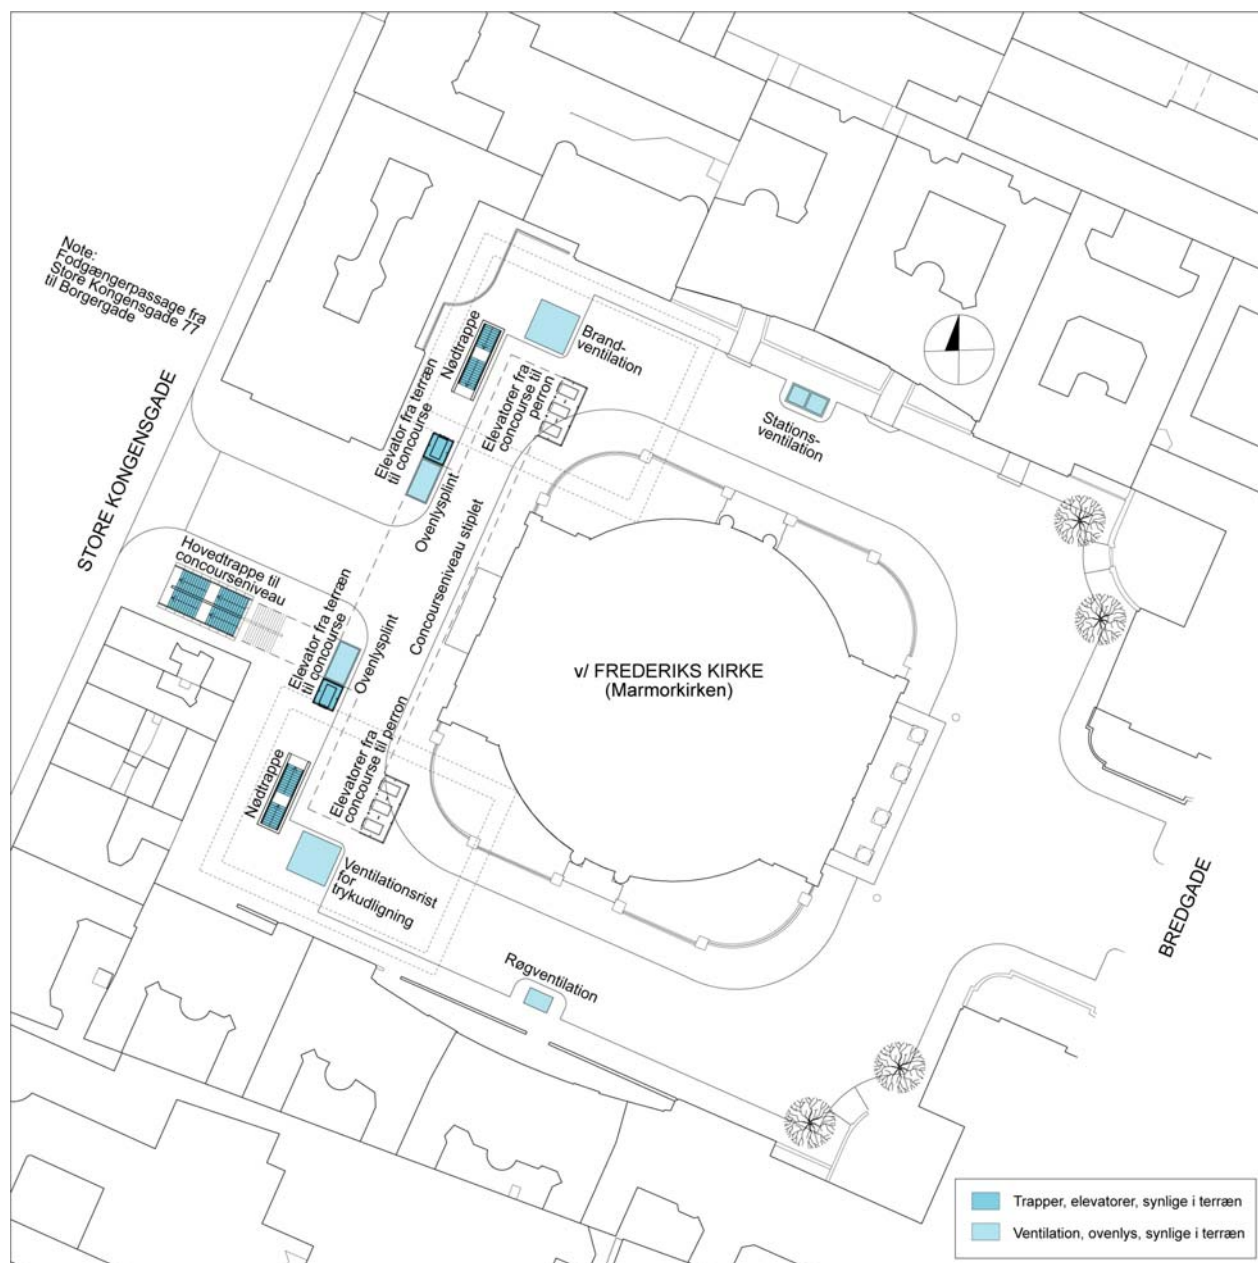 Note:
Fodgængerpassage fra
Store Kongensgade 77
til Borgergade
STORE KONGENSGADE
Nødtrappe
Brand-
ventilation
Elevator fra terræn
til concourse
Elevatorer fra
concourse til
perron
Stations-
ventilation
Ovenlysplint
Concourseniveau stiplet
Hovedtrappe til
concourseniveau
Elevator fra terræn
til concourse
Ovenlysplint
v/ FREDERIKS KIRKE
(Marmorkirken)
Elevatorer fra
concourse til perron
Nødtrappe
Ventilationsrist
for
trykudligning
Røgventilation
BREDGADE
Trapper, elevatorer, synlige i terræn
Ventilation, ovenlys, synlige i terræn